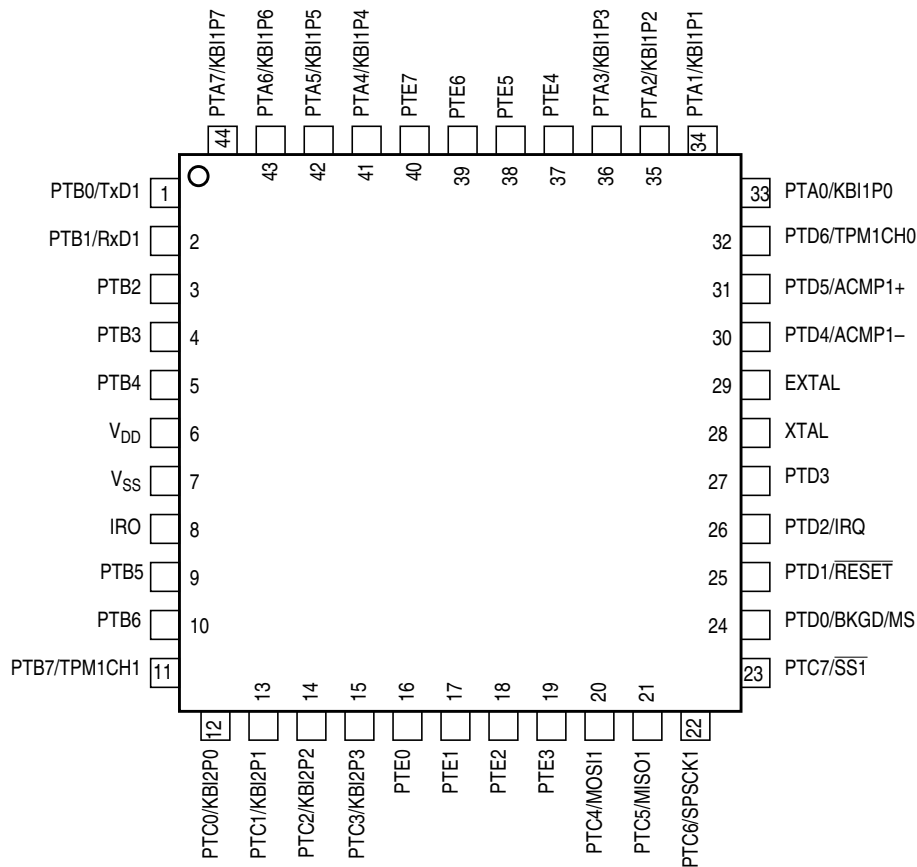 PTA7/KBI1P7
PTA6/KBI1P6
PTA5/KBI1P5
PTA4/KBI1P4
PTE7
PTE6
PTE5
PTE4
PTA3/KBI1P3
PTA2/KBI1P2
PTA1/KBI1P1
44
43
42
41
40
39
38
37
36
35
34
PTB0/TxD1 1
PTB1/RxD1 2
PTB2 3
PTB3 4
PTB4 5
VDD 6
VSS 7
IRO 8
PTB5 9
PTB6 10
PTB7/TPM1CH1 11
33 PTA0/KBI1P0
32 PTD6/TPM1CH0
31 PTD5/ACMP1+
30 PTD4/ACMP1–
29 EXTAL
28 XTAL
27 PTD3
26 PTD2/IRQ
25 PTD1/RESET
24 PTD0/BKGD/MS
23 PTC7/SS1
12
13
14
15
16
17
18
19
20
21
22
PTC0/KBI2P0
PTC1/KBI2P1
PTC2/KBI2P2
PTC3/KBI2P3
PTE0
PTE1
PTE2
PTE3
PTC4/MOSI1
PTC5/MISO1
PTC6/SPSCK1